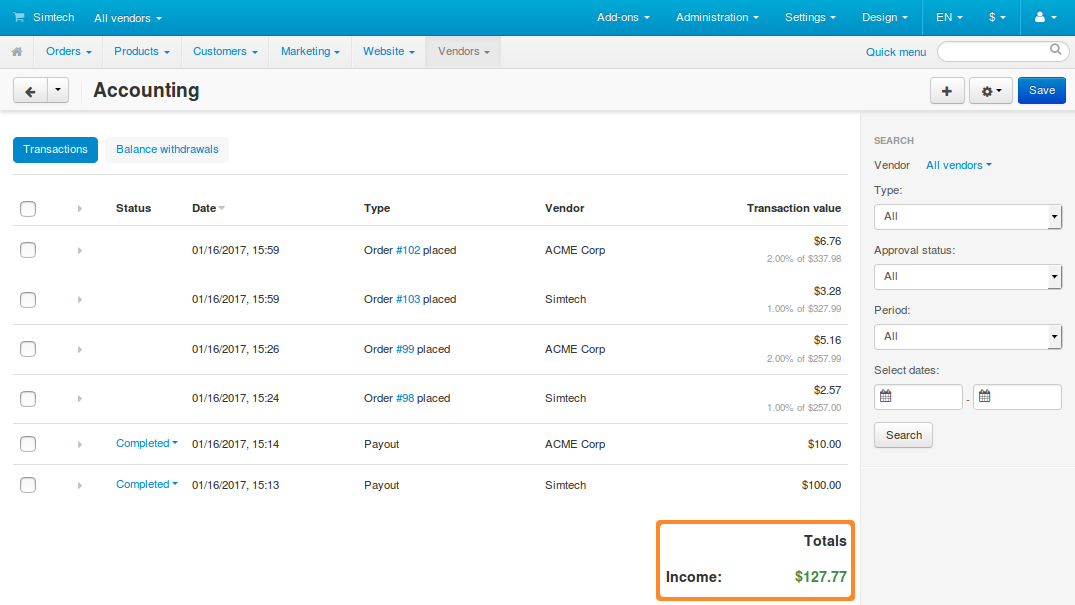 Simtech All vendors Add-ons Administration Settings Design EN $
Orders Products Customers Marketing Website Vendors Quick menu
Accounting Save
Transactions Balance withdrawals
Status Date Type Vendor Transaction value
01/16/2017, 15:59 Order #102 placed ACME Corp $6.76
2.00% of $337.98
01/16/2017, 15:59 Order #103 placed Simtech $3.28
1.00% of $327.99
01/16/2017, 15:26 Order #99 placed ACME Corp $5.16
2.00% of $257.99
01/16/2017, 15:24 Order #98 placed Simtech $2.57
1.00% of $257.00
Completed 01/16/2017, 15:14 Payout ACME Corp $10.00
Completed 01/16/2017, 15:13 Payout Simtech $100.00
Totals
Income: $127.77
SEARCH
Vendor All vendors
Type:
All
Approval status:
All
Period:
All
Select dates:
-
Search